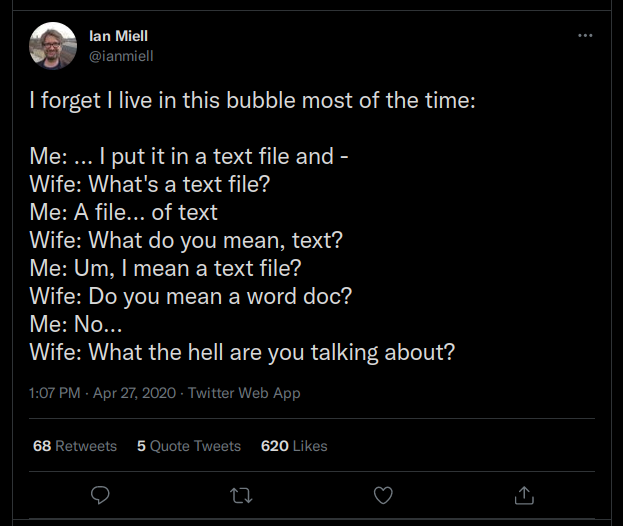 Ian Miell
@ianmiell
I forget I live in this bubble most of the time:
Me: ... I put it in a text file and -
Wife: What's a text file?
Me: A file... of text
Wife: What do you mean, text?
Me: Um, I mean a text file?
Wife: Do you mean a word doc?
Me: No...
Wife: What the hell are you talking about?
1:07 PM · Apr 27, 2020 · Twitter Web App
68 Retweets 5 Quote Tweets 620 Likes